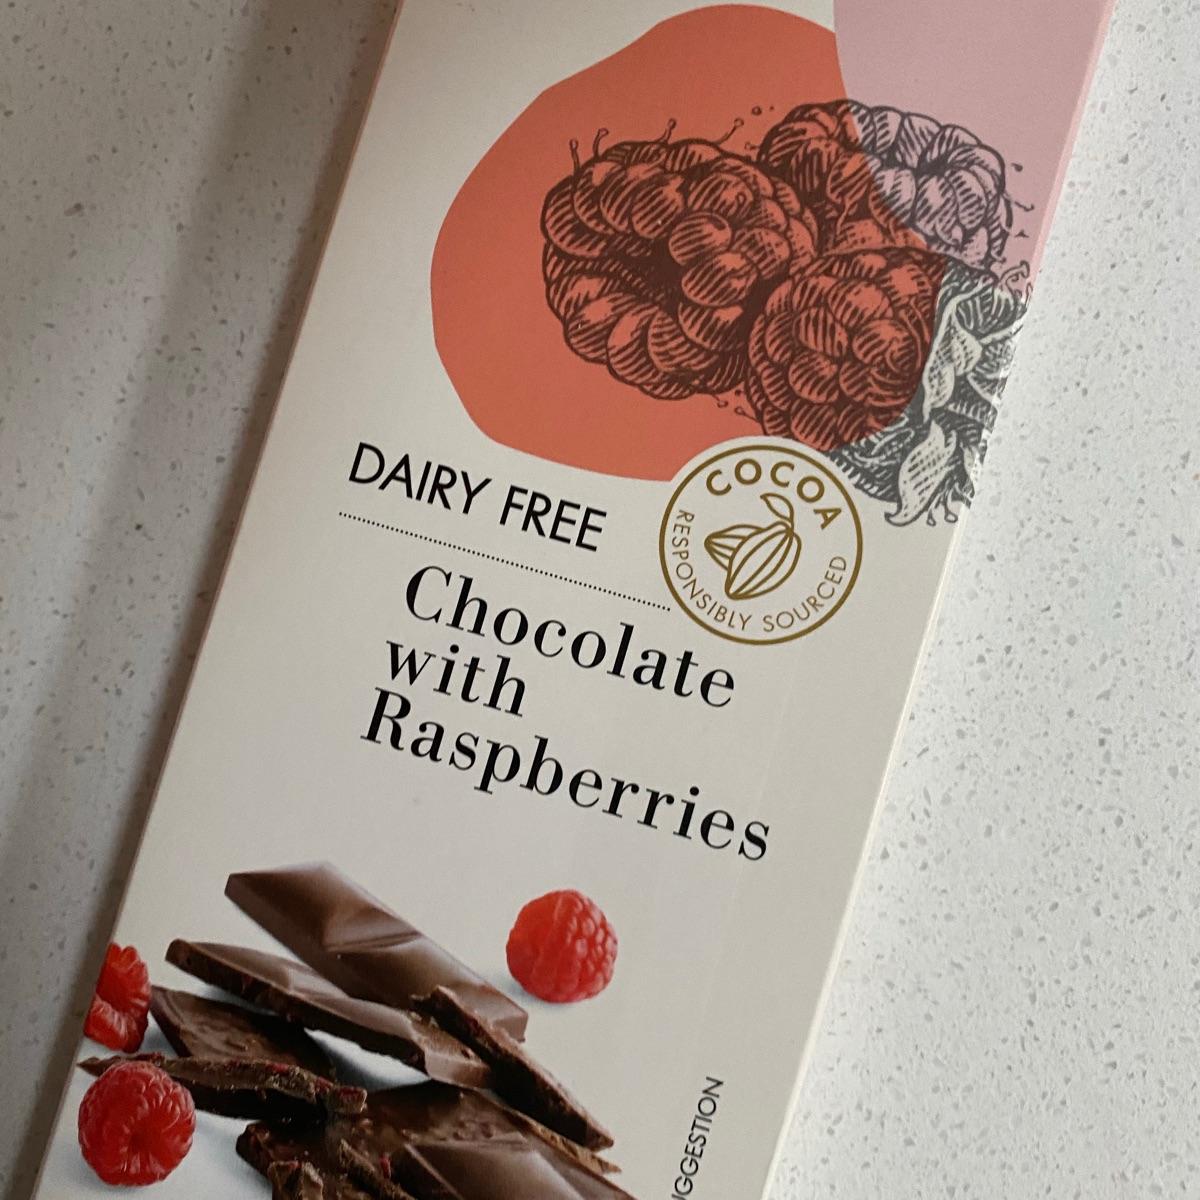 DAIRY FREE
COCOA
RESPONSIBLY SOURCED
Chocolate
with
Raspberries